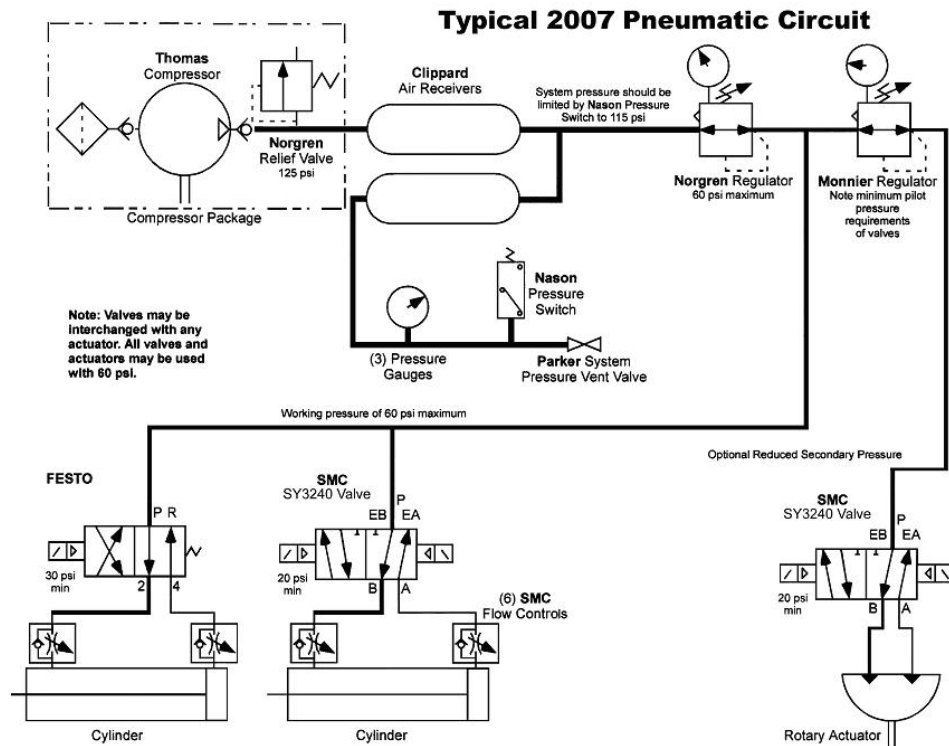 Typical 2007 Pneumatic Circuit
Thomas
Compressor
Norgren
Relief Valve
125 psi
Compressor Package
Clippard
Air Receivers
System pressure should be
limited by Nason Pressure
Switch to 115 psi
Norgren Regulator
60 psi maximum
Monnier Regulator
Note minimum pilot
pressure
requirements
of valves
Nason
Pressure
Switch
(3) Pressure
Gauges
Parker System
Pressure Vent Valve
Note: Valves may be
interchanged with any
actuator. All valves and
actuators may be used
with 60 psi.
Working pressure of 60 psi maximum
Optional Reduced Secondary Pressure
FESTO
P R
30 psi
min
2 4
Cylinder
SMC
SY3240 Valve
P
EB EA
20 psi
min
B A
(6) SMC
Flow Controls
Cylinder
SMC
SY3240 Valve
P
EB EA
20 psi
min
B A
Rotary Actuator